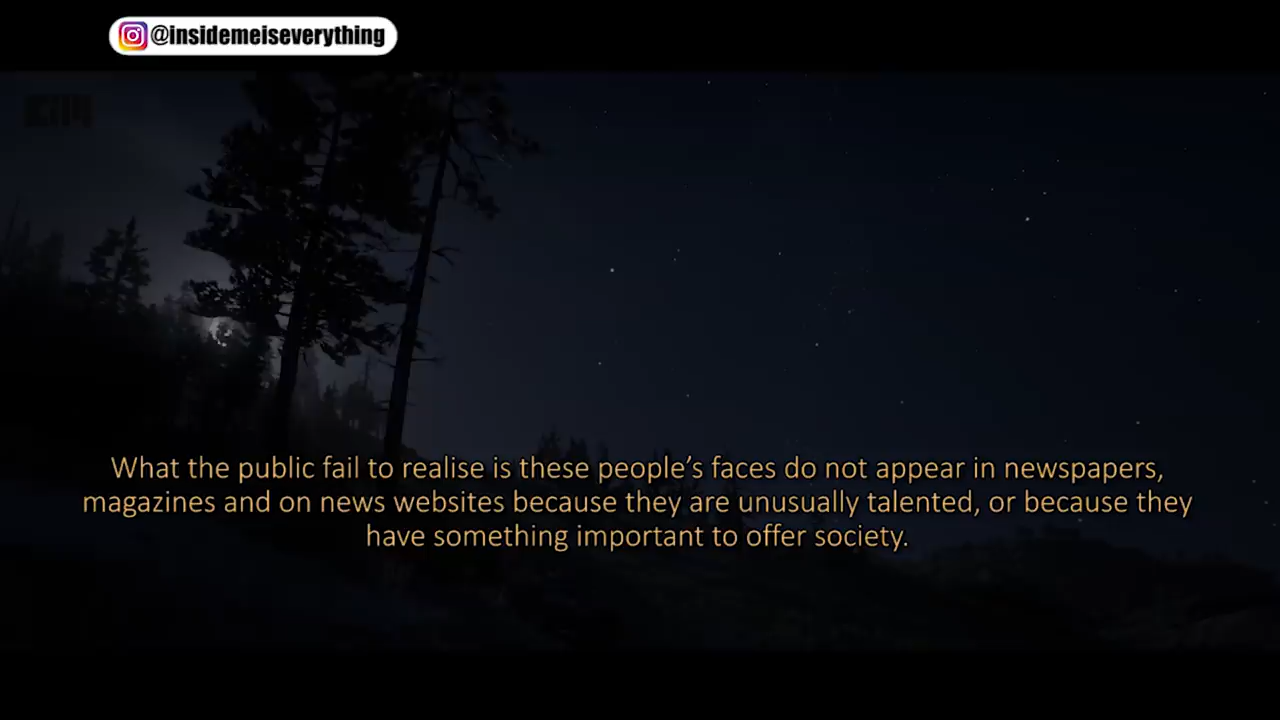 @insidemeiseverything
What the public fail to realise is these people’s faces do not appear in newspapers,
magazines and on news websites because they are unusually talented, or because they
have something important to offer society.